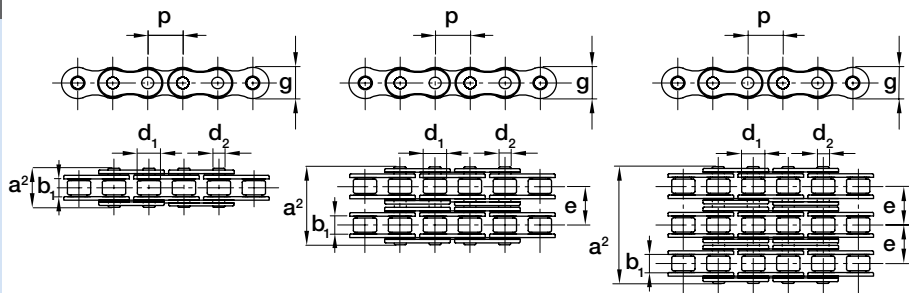 p p p
g g g
d₁ d₂ d₁ d₂ d₁ d₂
a² b₁
a² b₁ e
a² b₁ e e